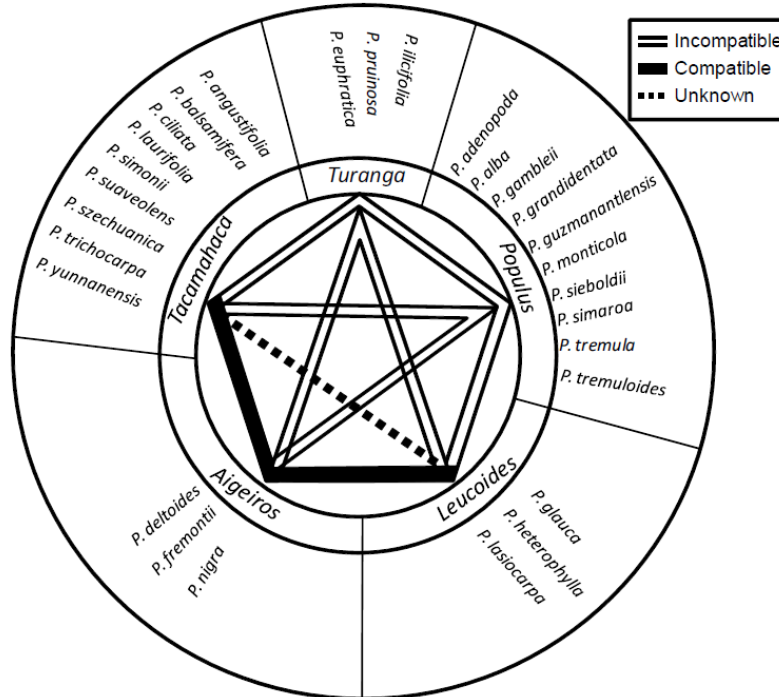 Incompatible
Compatible
Unknown
Turanga
P. euphratica
P. pruinosa
P. ilicifolia
Populus
P. adenopoda
P. alba
P. gambleii
P. grandidentata
P. guzmanantlensis
P. monticola
P. sieboldii
P. simaroa
P. tremula
P. tremuloides
Leucoides
P. glauca
P. heterophylla
P. lasiocarpa
Aigeiros
P. deltoides
P. fremontii
P. nigra
Tacamahaca
P. angustifolia
P. balsamifera
P. ciliata
P. laurifolia
P. simonii
P. suaveolens
P. szechuanica
P. trichocarpa
P. yunnanensis